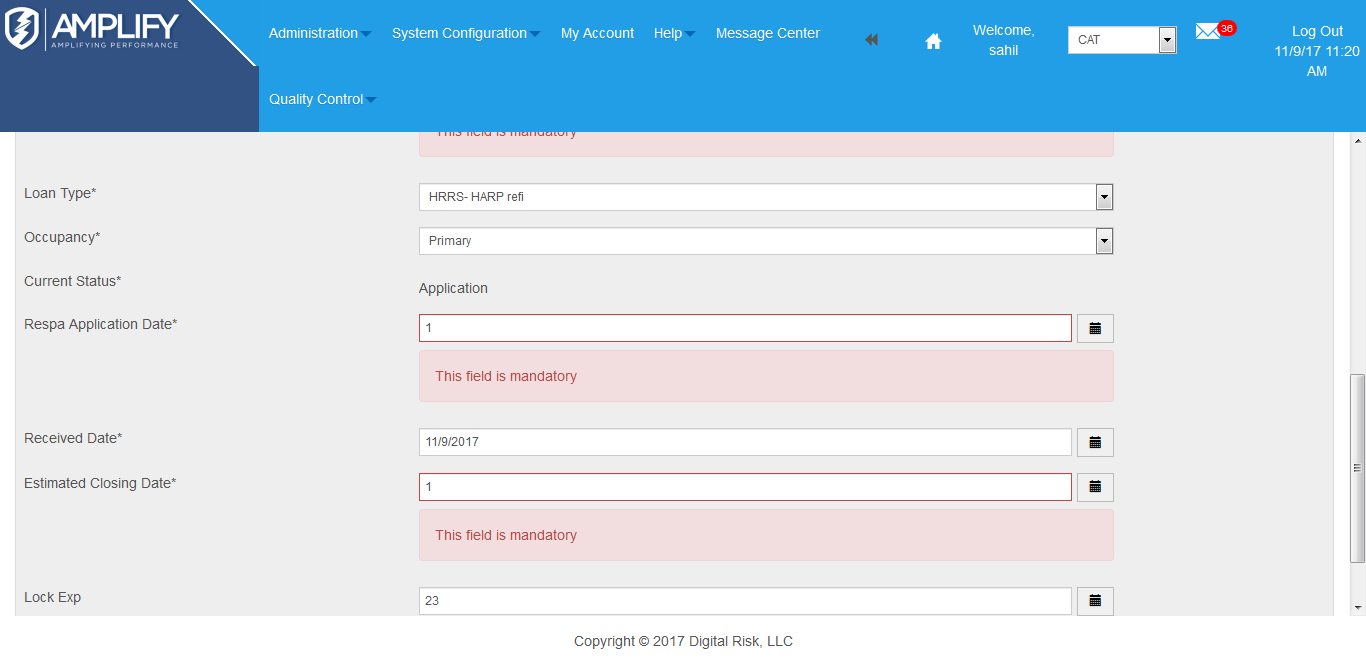 AMPLIFY
AMPLIFYING PERFORMANCE
Administration
System Configuration
My Account
Help
Message Center
Welcome,
sahil
CAT
36
Log Out
11/9/17 11:20
AM
Quality Control
This field is mandatory
Loan Type*
HRRS- HARP refi
Occupancy*
Primary
Current Status*
Application
Respa Application Date*
1
This field is mandatory
Received Date*
11/9/2017
Estimated Closing Date*
1
This field is mandatory
Lock Exp
23
Copyright © 2017 Digital Risk, LLC